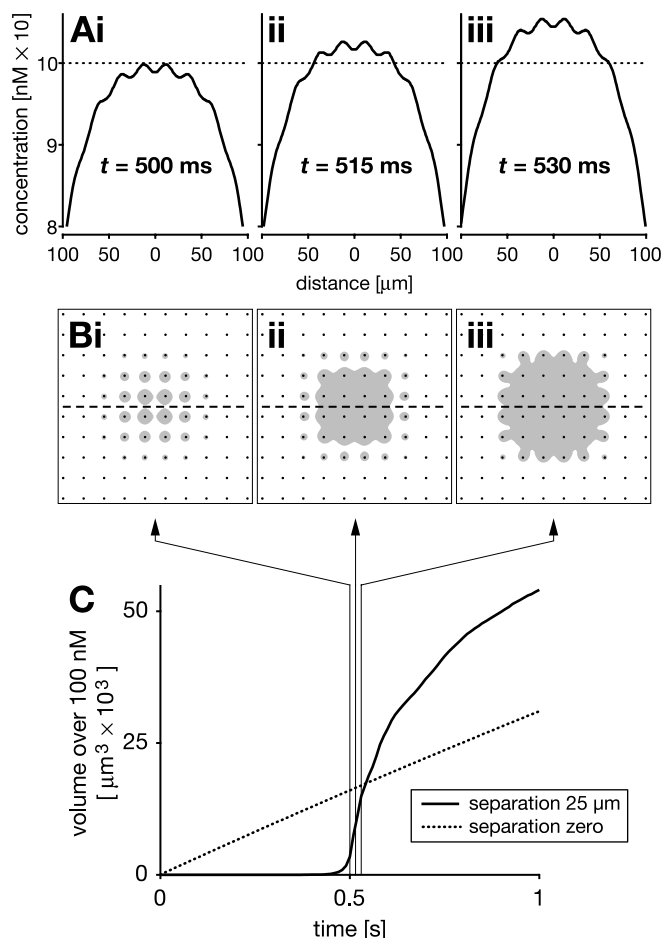 Ai
ii
iii
concentration [nM × 10]
10
9
8
t = 500 ms
t = 515 ms
t = 530 ms
100 50 0 50 100 50 0 50 100 50 0 50 100
distance [μm]
Bi
ii
iii
C
volume over 100 nM
[ μm³ × 10³ ]
50
25
0
separation 25 μm
separation zero
0 0.5 1
time [s]